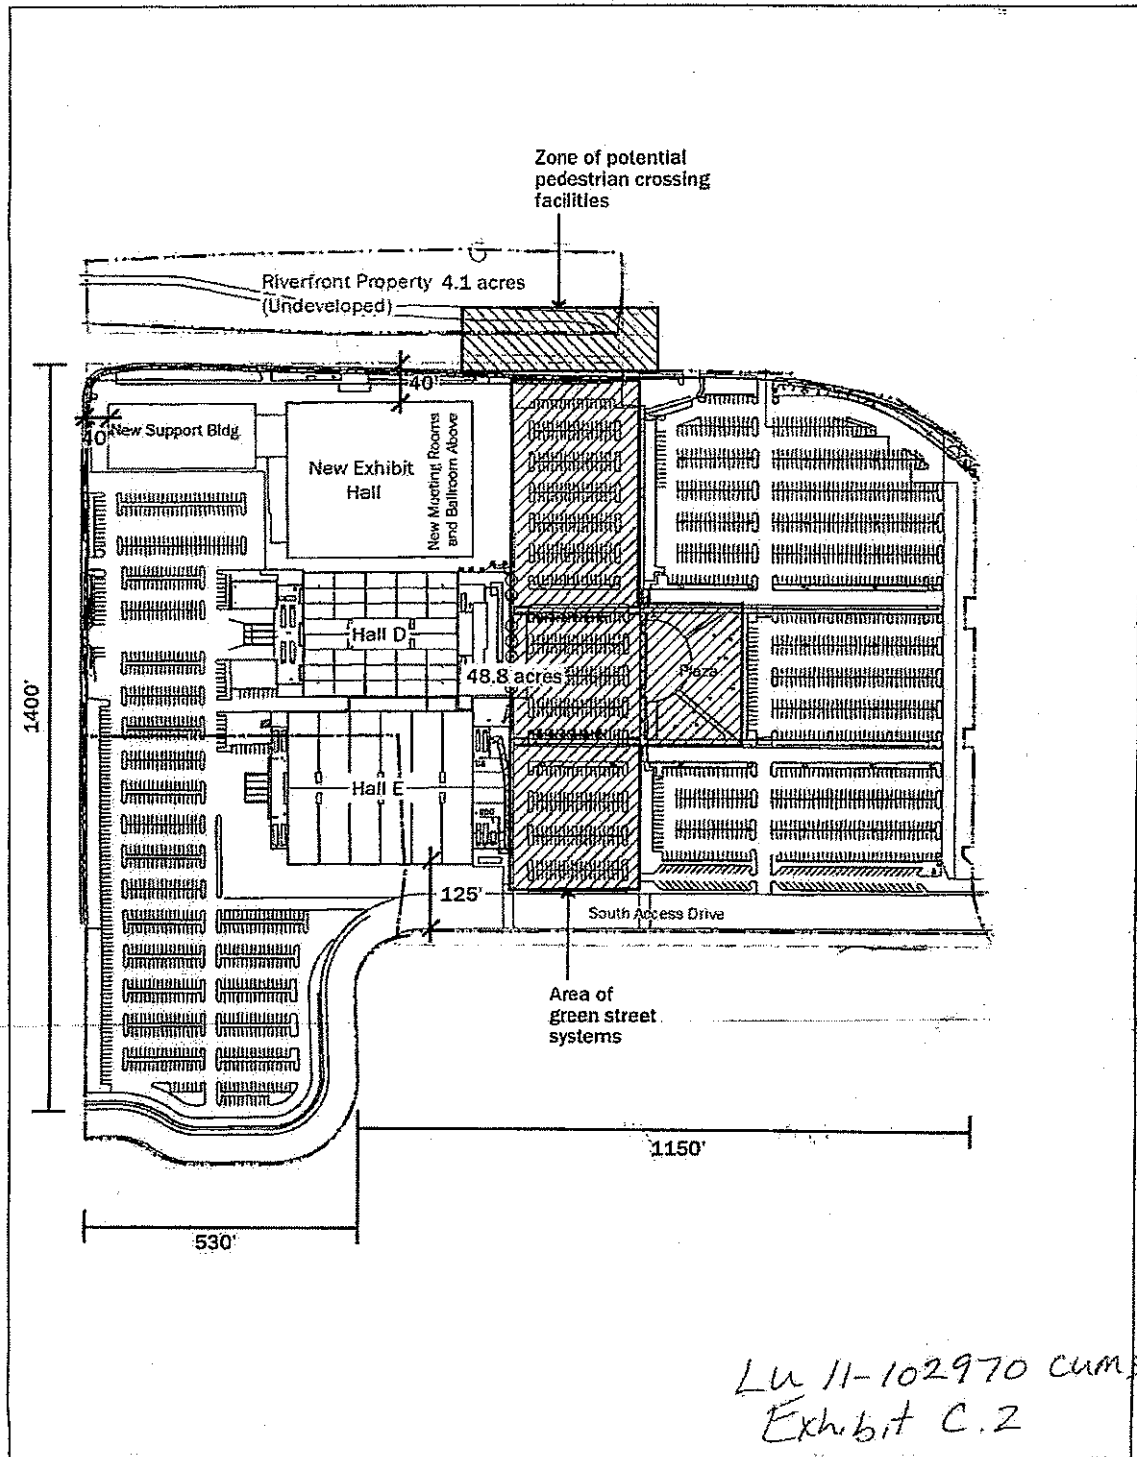 Zone of potential
pedestrian crossing
facilities
Riverfront Property 4.1 acres
(Undeveloped)
40'
40'
New Support Bldg
New Exhibit
Hall
New Meeting Rooms
and Ballroom Above
Hall D
48.8 acres
Plaza
1400'
Hall E
125'
South Access Drive
Area of
green street
systems
1150'
530'
LU 11-102970 CUMS
Exhibit C.2